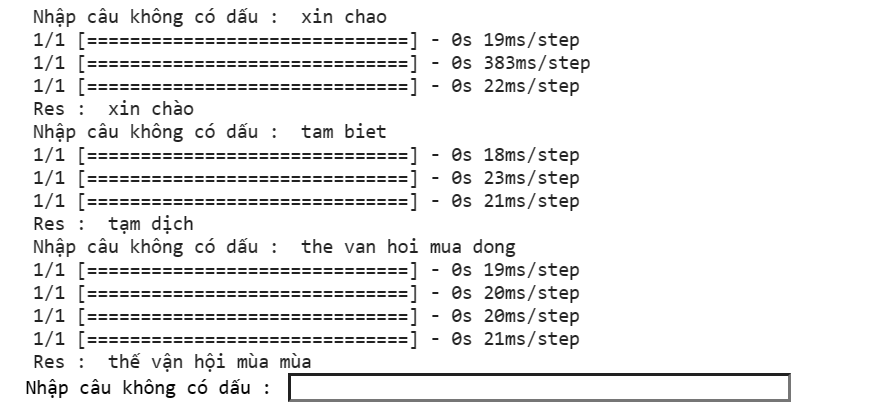 Nhập câu không có dấu :  xin chao
1/1 [==============================] - 0s 19ms/step
1/1 [==============================] - 0s 383ms/step
1/1 [==============================] - 0s 22ms/step
Res :  xin chào
Nhập câu không có dấu :  tam biet
1/1 [==============================] - 0s 18ms/step
1/1 [==============================] - 0s 23ms/step
1/1 [==============================] - 0s 21ms/step
Res :  tạm dịch
Nhập câu không có dấu :  the van hoi mua dong
1/1 [==============================] - 0s 19ms/step
1/1 [==============================] - 0s 20ms/step
1/1 [==============================] - 0s 20ms/step
1/1 [==============================] - 0s 21ms/step
Res :  thế vận hội mùa mùa
Nhập câu không có dấu :